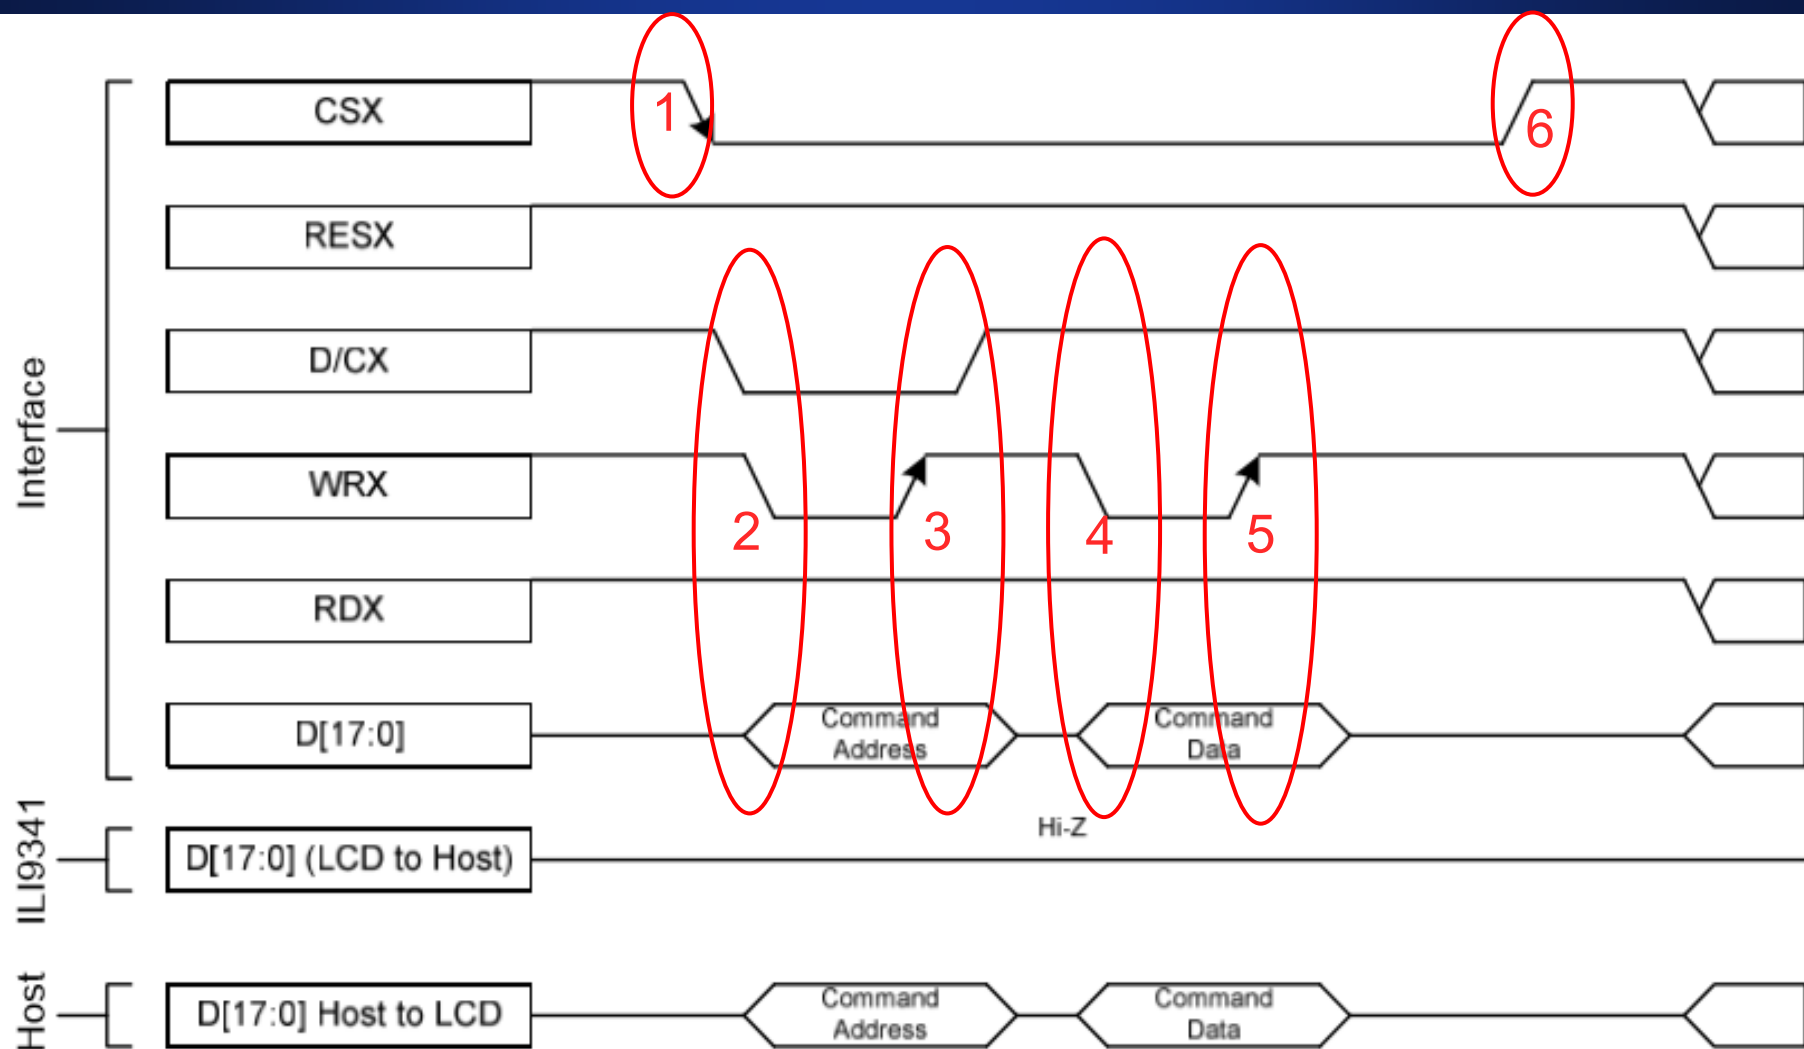 CSX
1
6
RESX
D/CX
Interface
WRX
2
3
4
5
RDX
D[17:0]
Command
Address
Command
Data
Hi-Z
ILI9341
D[17:0] (LCD to Host)
Host
D[17:0] Host to LCD
Command
Address
Command
Data